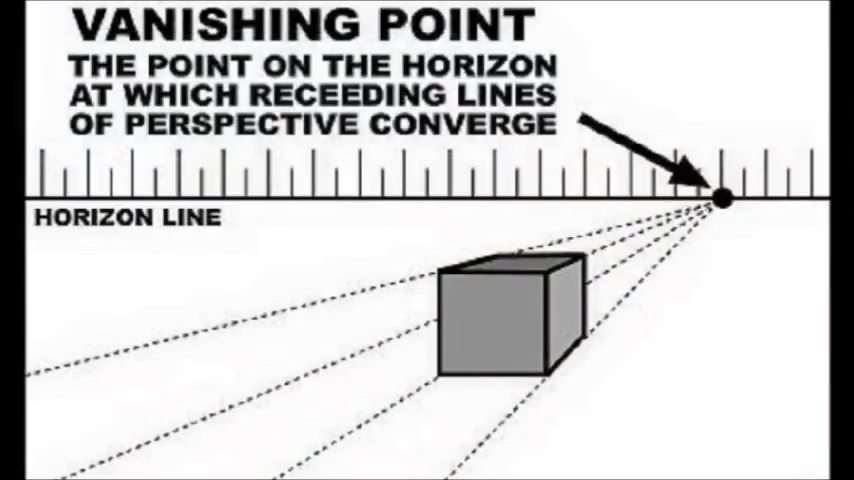 VANISHING POINT
THE POINT ON THE HORIZON
AT WHICH RECEEDING LINES
OF PERSPECTIVE CONVERGE
HORIZON LINE